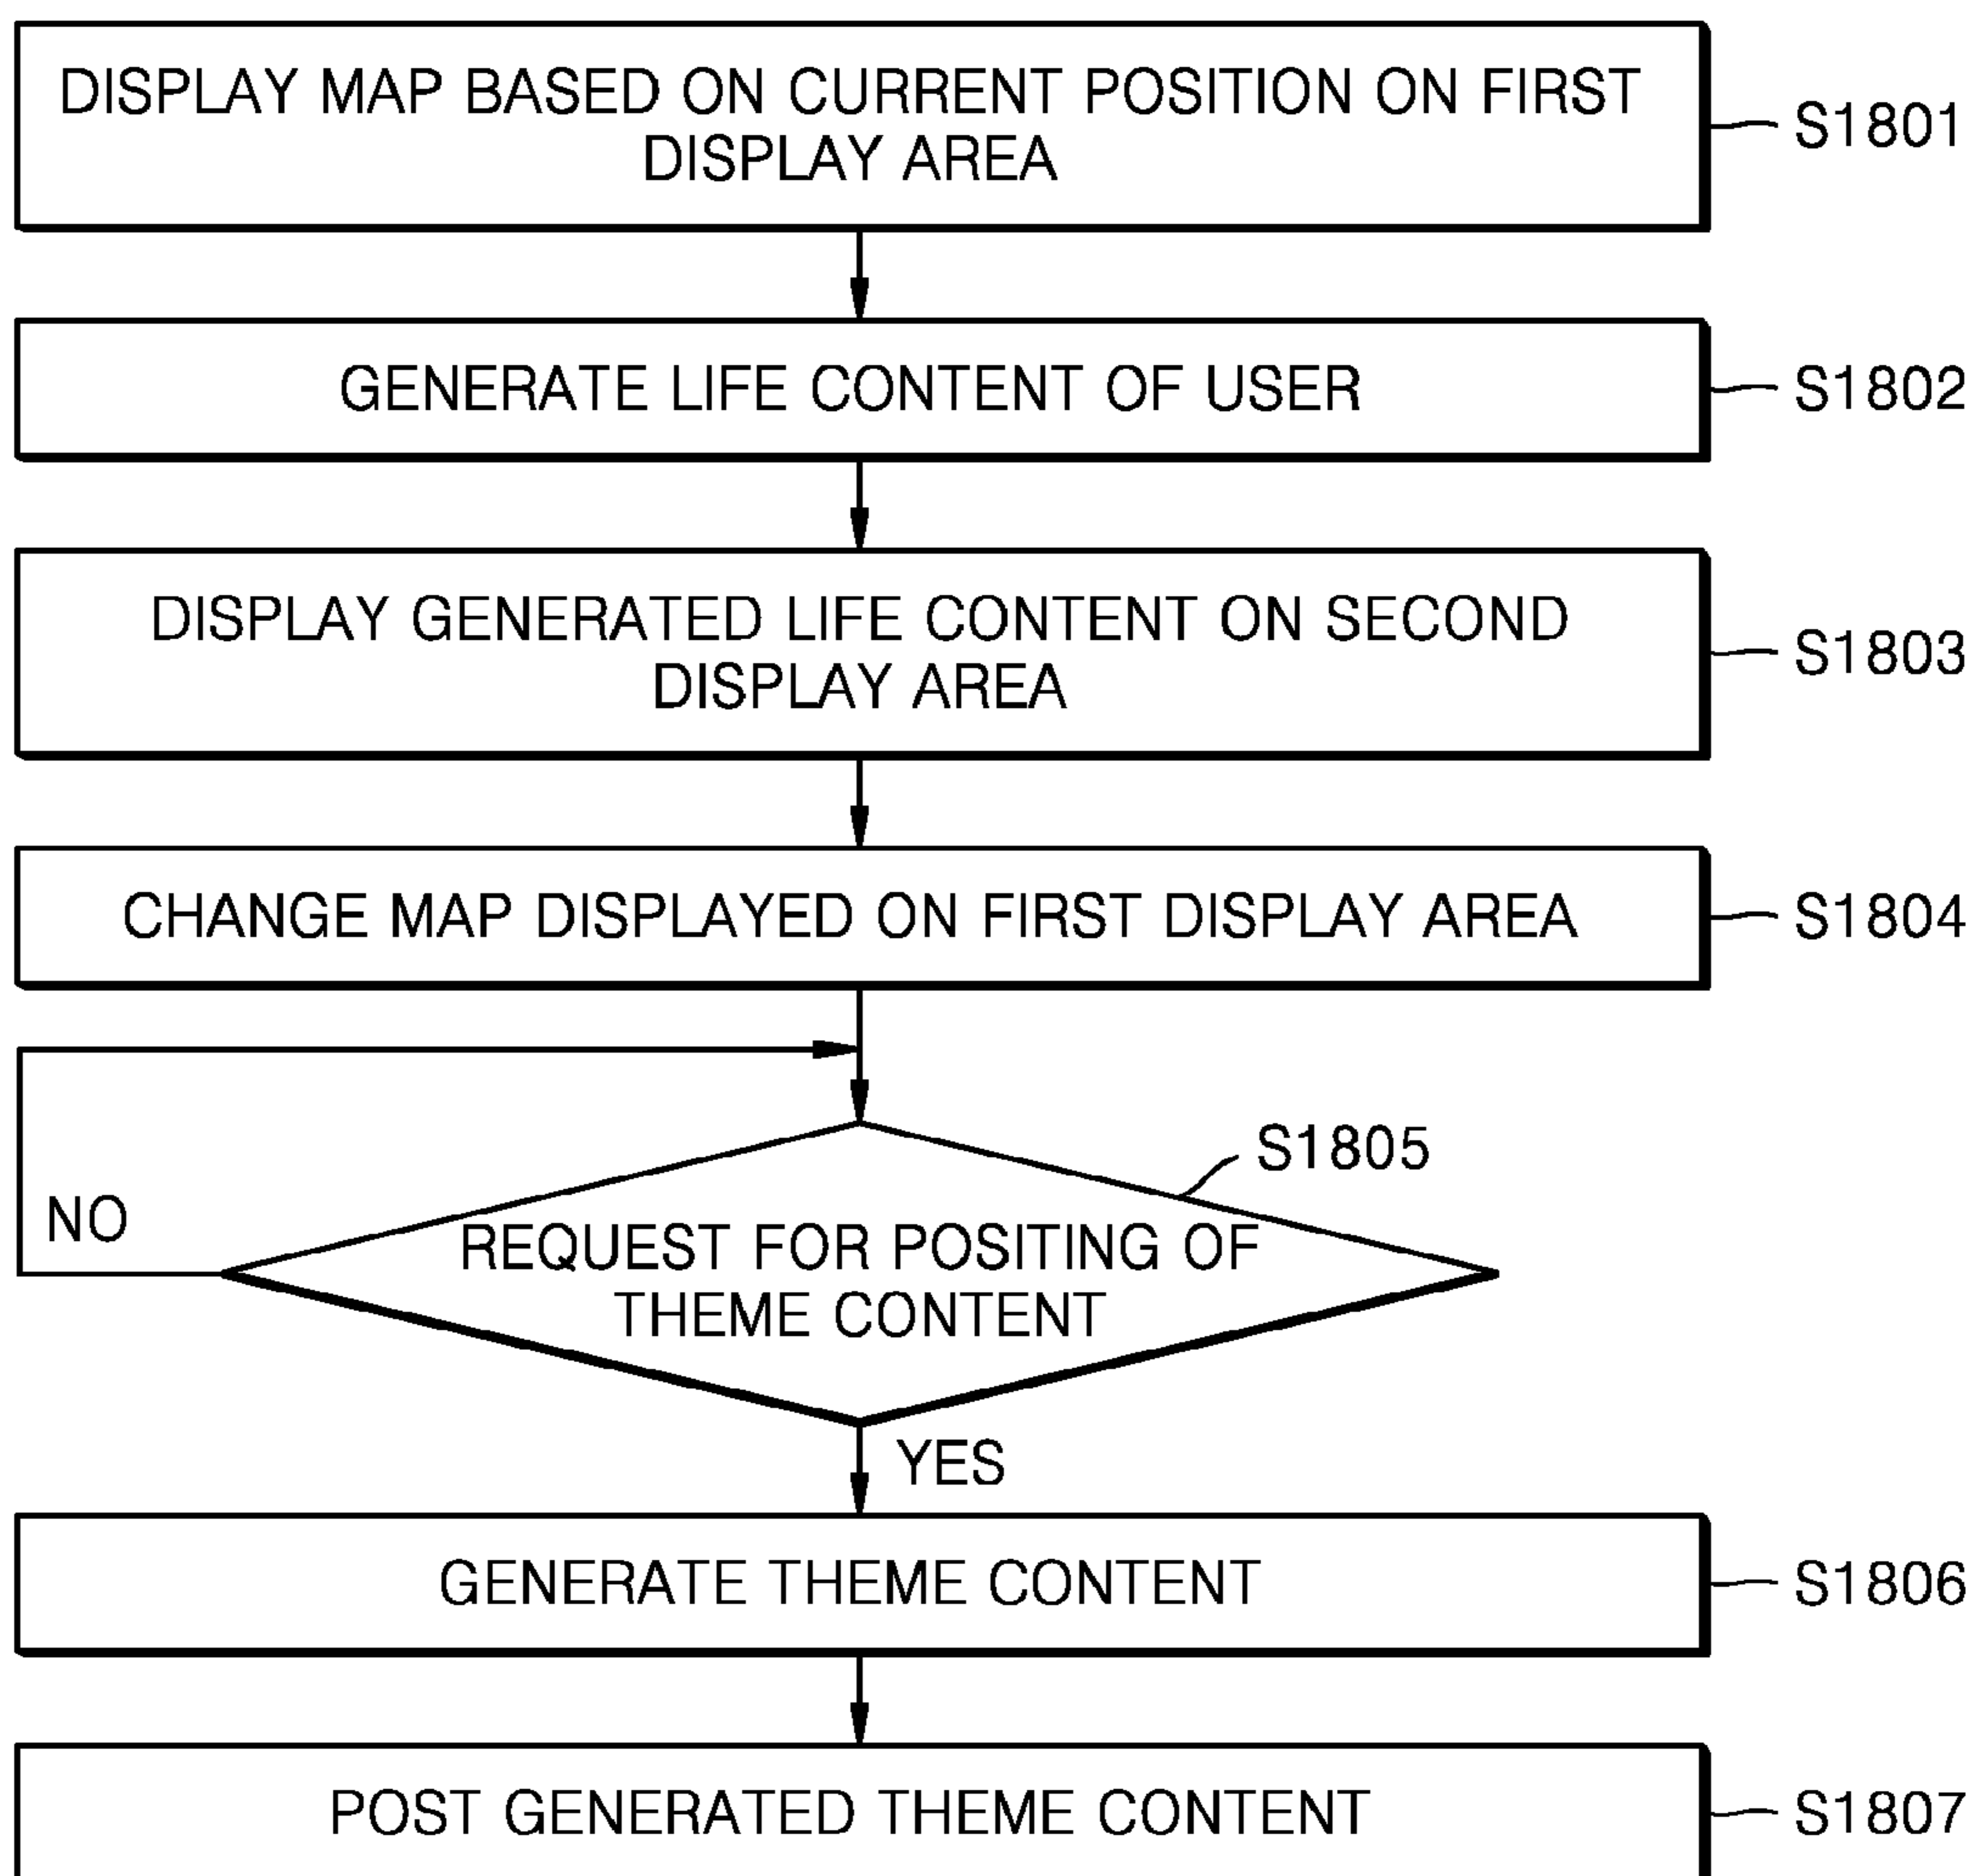 DISPLAY MAP BASED ON CURRENT POSITION ON FIRST
DISPLAY AREA
S1801
GENERATE LIFE CONTENT OF USER
S1802
DISPLAY GENERATED LIFE CONTENT ON SECOND
DISPLAY AREA
S1803
CHANGE MAP DISPLAYED ON FIRST DISPLAY AREA
S1804
S1805
NO
REQUEST FOR POSITING OF
THEME CONTENT
YES
GENERATE THEME CONTENT
S1806
POST GENERATED THEME CONTENT
S1807